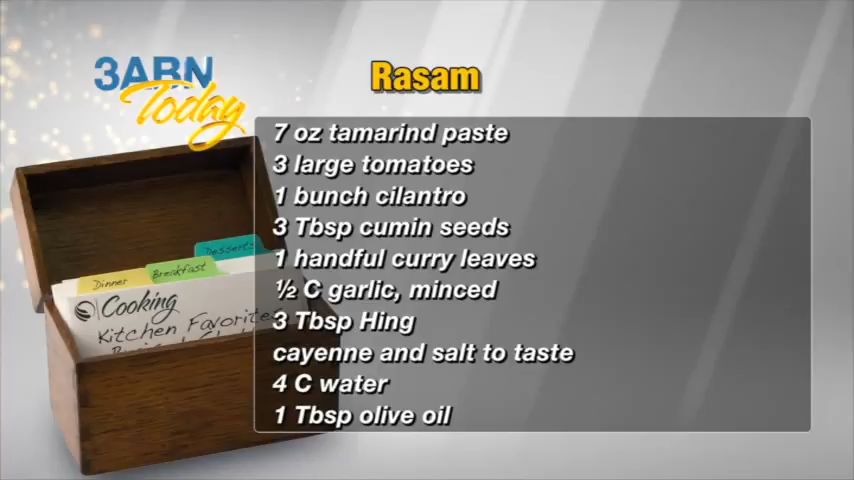 3ABN
Today
Rasam
7 oz tamarind paste
3 large tomatoes
1 bunch cilantro
3 Tbsp cumin seeds
1 handful curry leaves
½ C garlic, minced
3 Tbsp Hing
cayenne and salt to taste
4 C water
1 Tbsp olive oil
Desserts
Breakfast
Dinner
Cooking
Kitchen Favorites